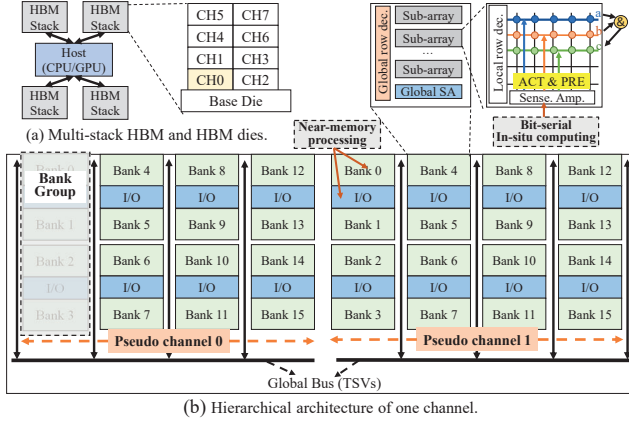 HBM Stack
HBM Stack
Host (CPU/GPU)
HBM Stack
HBM Stack
CH5 CH7
CH4 CH6
CH1 CH3
CH0 CH2
Base Die
(a) Multi-stack HBM and HBM dies.
Global row dec.
Sub-array
Sub-array
...
Sub-array
Global SA
Local row dec.
a
b
c
&
ACT & PRE
Sense. Amp.
Near-memory processing
Bit-serial In-situ computing
Bank 0 Bank 4 Bank 8 Bank 12 Bank 0 Bank 4 Bank 8 Bank 12
Bank Group
I/O I/O I/O I/O I/O I/O I/O
Bank 1 Bank 5 Bank 9 Bank 13 Bank 1 Bank 5 Bank 9 Bank 13
Bank 2 Bank 6 Bank 10 Bank 14 Bank 2 Bank 6 Bank 10 Bank 14
I/O I/O I/O I/O I/O I/O I/O I/O
Bank 3 Bank 7 Bank 11 Bank 15 Bank 3 Bank 7 Bank 11 Bank 15
Pseudo channel 0 Pseudo channel 1
Global Bus (TSVs)
(b) Hierarchical architecture of one channel.